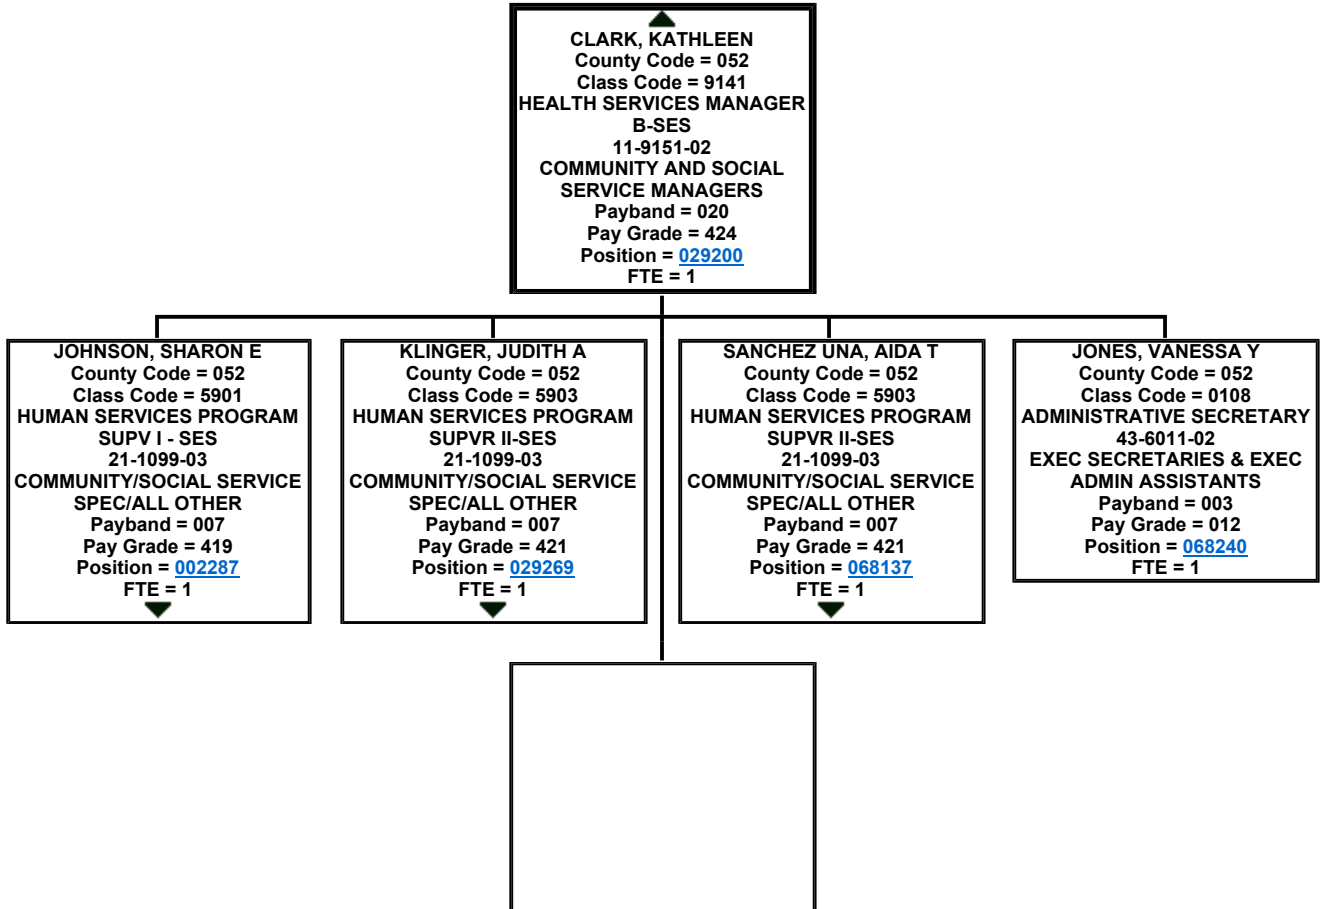 CLARK, KATHLEEN
County Code = 052
Class Code = 9141
HEALTH SERVICES MANAGER
B-SES
11-9151-02
COMMUNITY AND SOCIAL
SERVICE MANAGERS
Payband = 020
Pay Grade = 424
Position = 029200
FTE = 1
JOHNSON, SHARON E
County Code = 052
Class Code = 5901
HUMAN SERVICES PROGRAM
SUPV I - SES
21-1099-03
COMMUNITY/SOCIAL SERVICE
SPEC/ALL OTHER
Payband = 007
Pay Grade = 419
Position = 002287
FTE = 1
KLINGER, JUDITH A
County Code = 052
Class Code = 5903
HUMAN SERVICES PROGRAM
SUPVR II-SES
21-1099-03
COMMUNITY/SOCIAL SERVICE
SPEC/ALL OTHER
Payband = 007
Pay Grade = 421
Position = 029269
FTE = 1
SANCHEZ UNA, AIDA T
County Code = 052
Class Code = 5903
HUMAN SERVICES PROGRAM
SUPVR II-SES
21-1099-03
COMMUNITY/SOCIAL SERVICE
SPEC/ALL OTHER
Payband = 007
Pay Grade = 421
Position = 068137
FTE = 1
JONES, VANESSA Y
County Code = 052
Class Code = 0108
ADMINISTRATIVE SECRETARY
43-6011-02
EXEC SECRETARIES & EXEC
ADMIN ASSISTANTS
Payband = 003
Pay Grade = 012
Position = 068240
FTE = 1